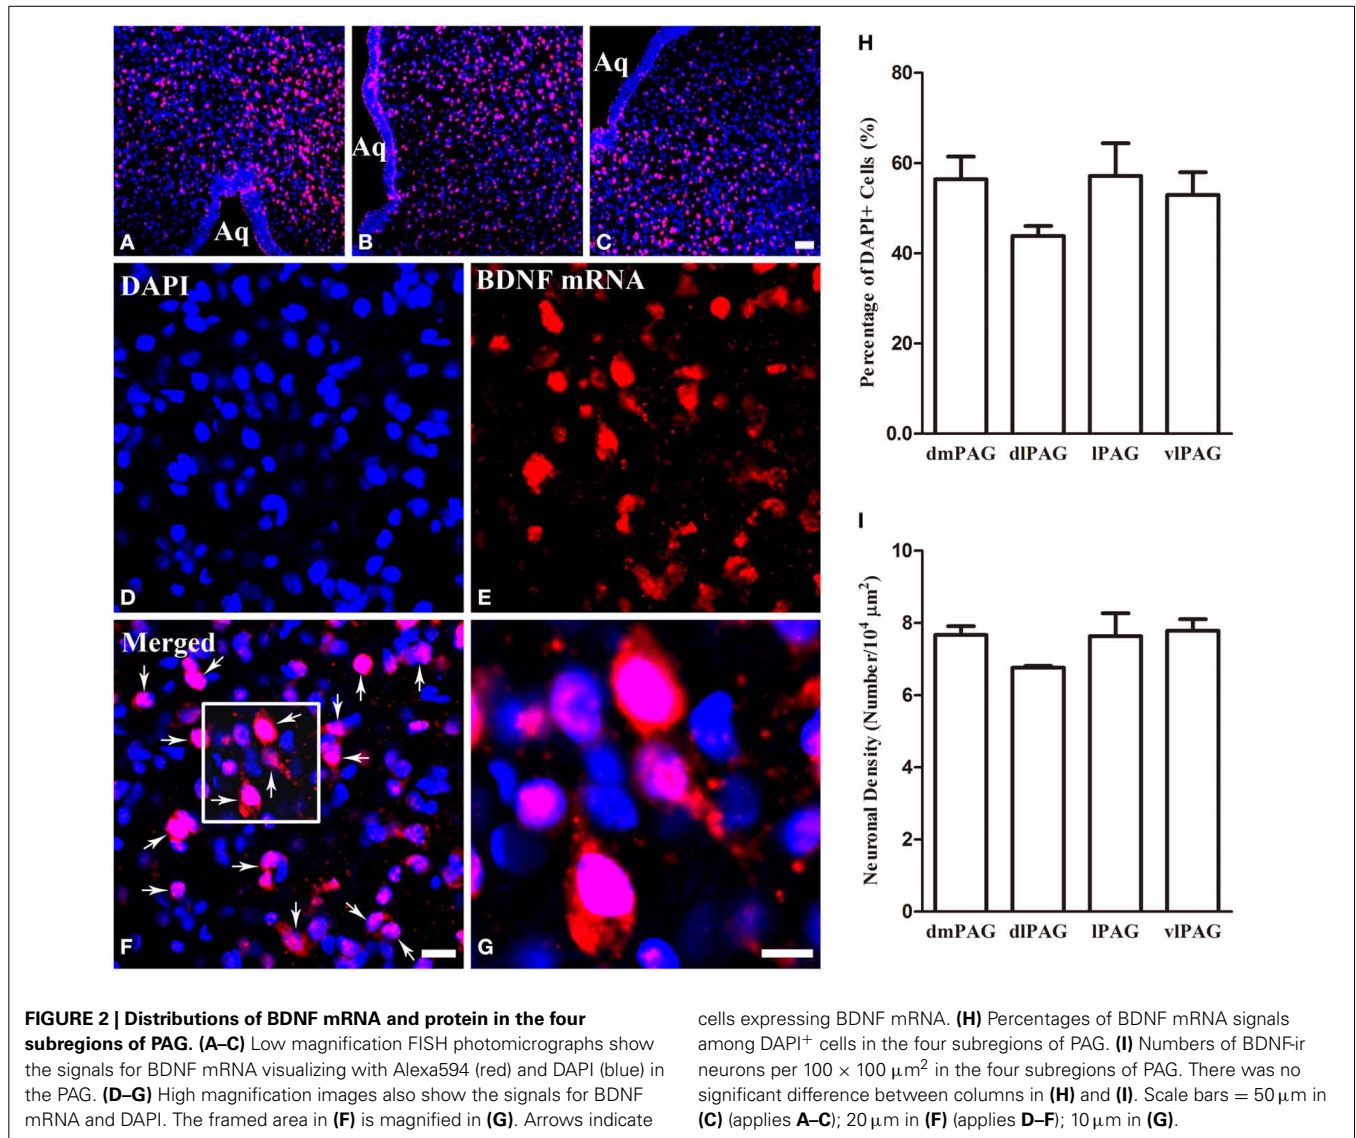 Aq
A
Aq
B
Aq
C
DAPI
D
BDNF mRNA
E
Merged
F
G
H
Percentage of DAPI+ Cells (%)
80
60
40
20
0.0
dmPAG dlPAG lPAG vlPAG
I
Neuronal Density (Number/10⁴ μm²)
10
8
6
4
2
0
dmPAG dlPAG lPAG vlPAG
FIGURE 2 | Distributions of BDNF mRNA and protein in the four
subregions of PAG. (A–C) Low magnification FISH photomicrographs show
the signals for BDNF mRNA visualizing with Alexa594 (red) and DAPI (blue) in
the PAG. (D–G) High magnification images also show the signals for BDNF
mRNA and DAPI. The framed area in (F) is magnified in (G). Arrows indicate
cells expressing BDNF mRNA. (H) Percentages of BDNF mRNA signals
among DAPI⁺ cells in the four subregions of PAG. (I) Numbers of BDNF-ir
neurons per 100 × 100 μm² in the four subregions of PAG. There was no
significant difference between columns in (H) and (I). Scale bars = 50 μm in
(C) (applies A–C); 20 μm in (F) (applies D–F); 10 μm in (G).